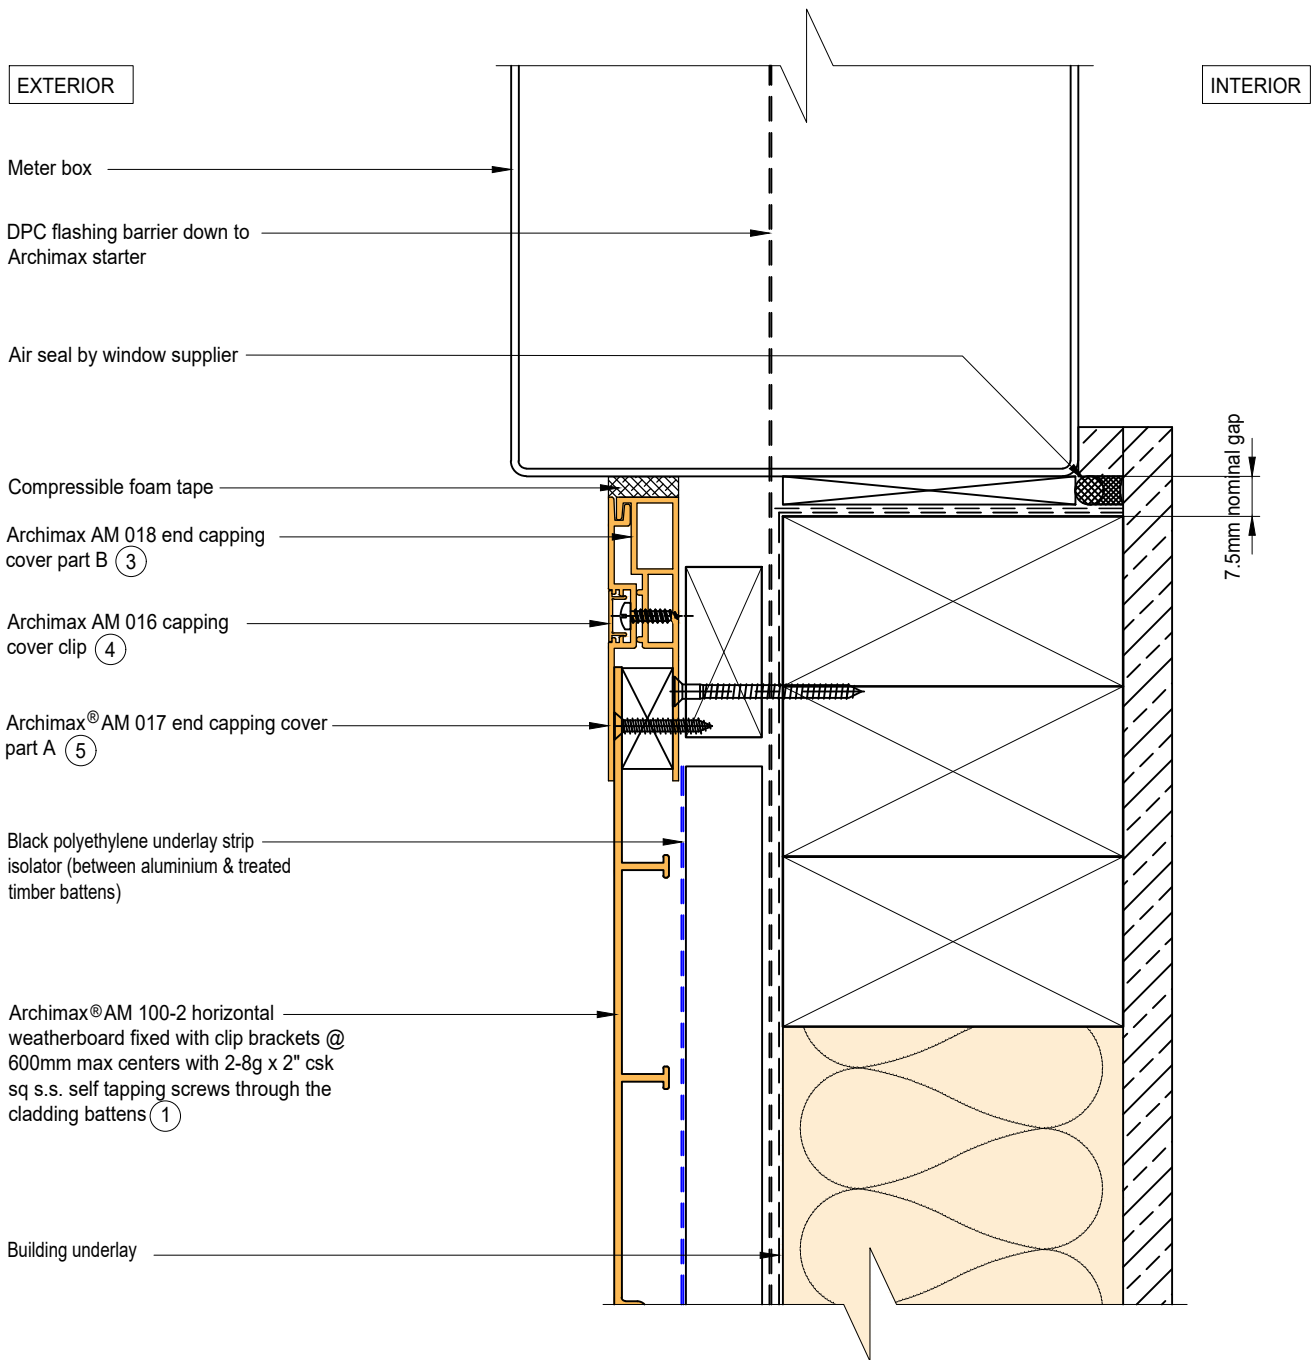 EXTERIOR
INTERIOR
Meter box
DPC flashing barrier down to
Archimax starter
Air seal by window supplier
7.5mm nominal gap
Compressible foam tape
Archimax AM 018 end capping
cover part B 3
Archimax AM 016 capping
cover clip 4
Archimax® AM 017 end capping cover
part A 5
Black polyethylene underlay strip
isolator (between aluminium & treated
timber battens)
Archimax® AM 100-2 horizontal
weatherboard fixed with clip brackets @
600mm max centers with 2-8g x 2" csk
sq s.s. self tapping screws through the
cladding battens 1
Building underlay